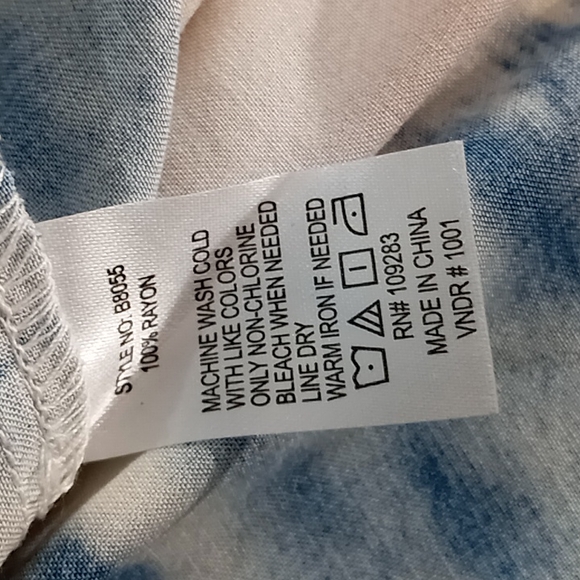 STYLE NO: B8055
100% RAYON
MACHINE WASH COLD
WITH LIKE COLORS
ONLY NON-CHLORINE
BLEACH WHEN NEEDED
LINE DRY
WARM IRON IF NEEDED
RN# 109283
MADE IN CHINA
VNDR # 1001